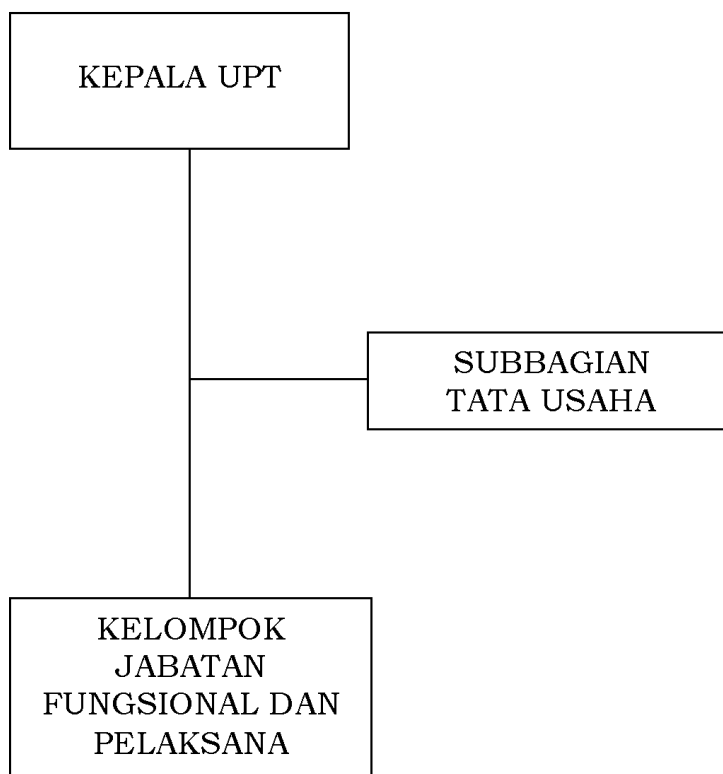 KEPALA UPT
SUBBAGIAN
TATA USAHA
KELOMPOK
JABATAN
FUNGSIONAL DAN
PELAKSANA